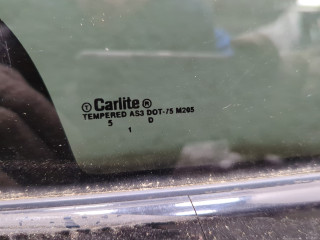 Ⓣ Carlite ®
TEMPERED AS3 DOT-75 M265
5 D
1